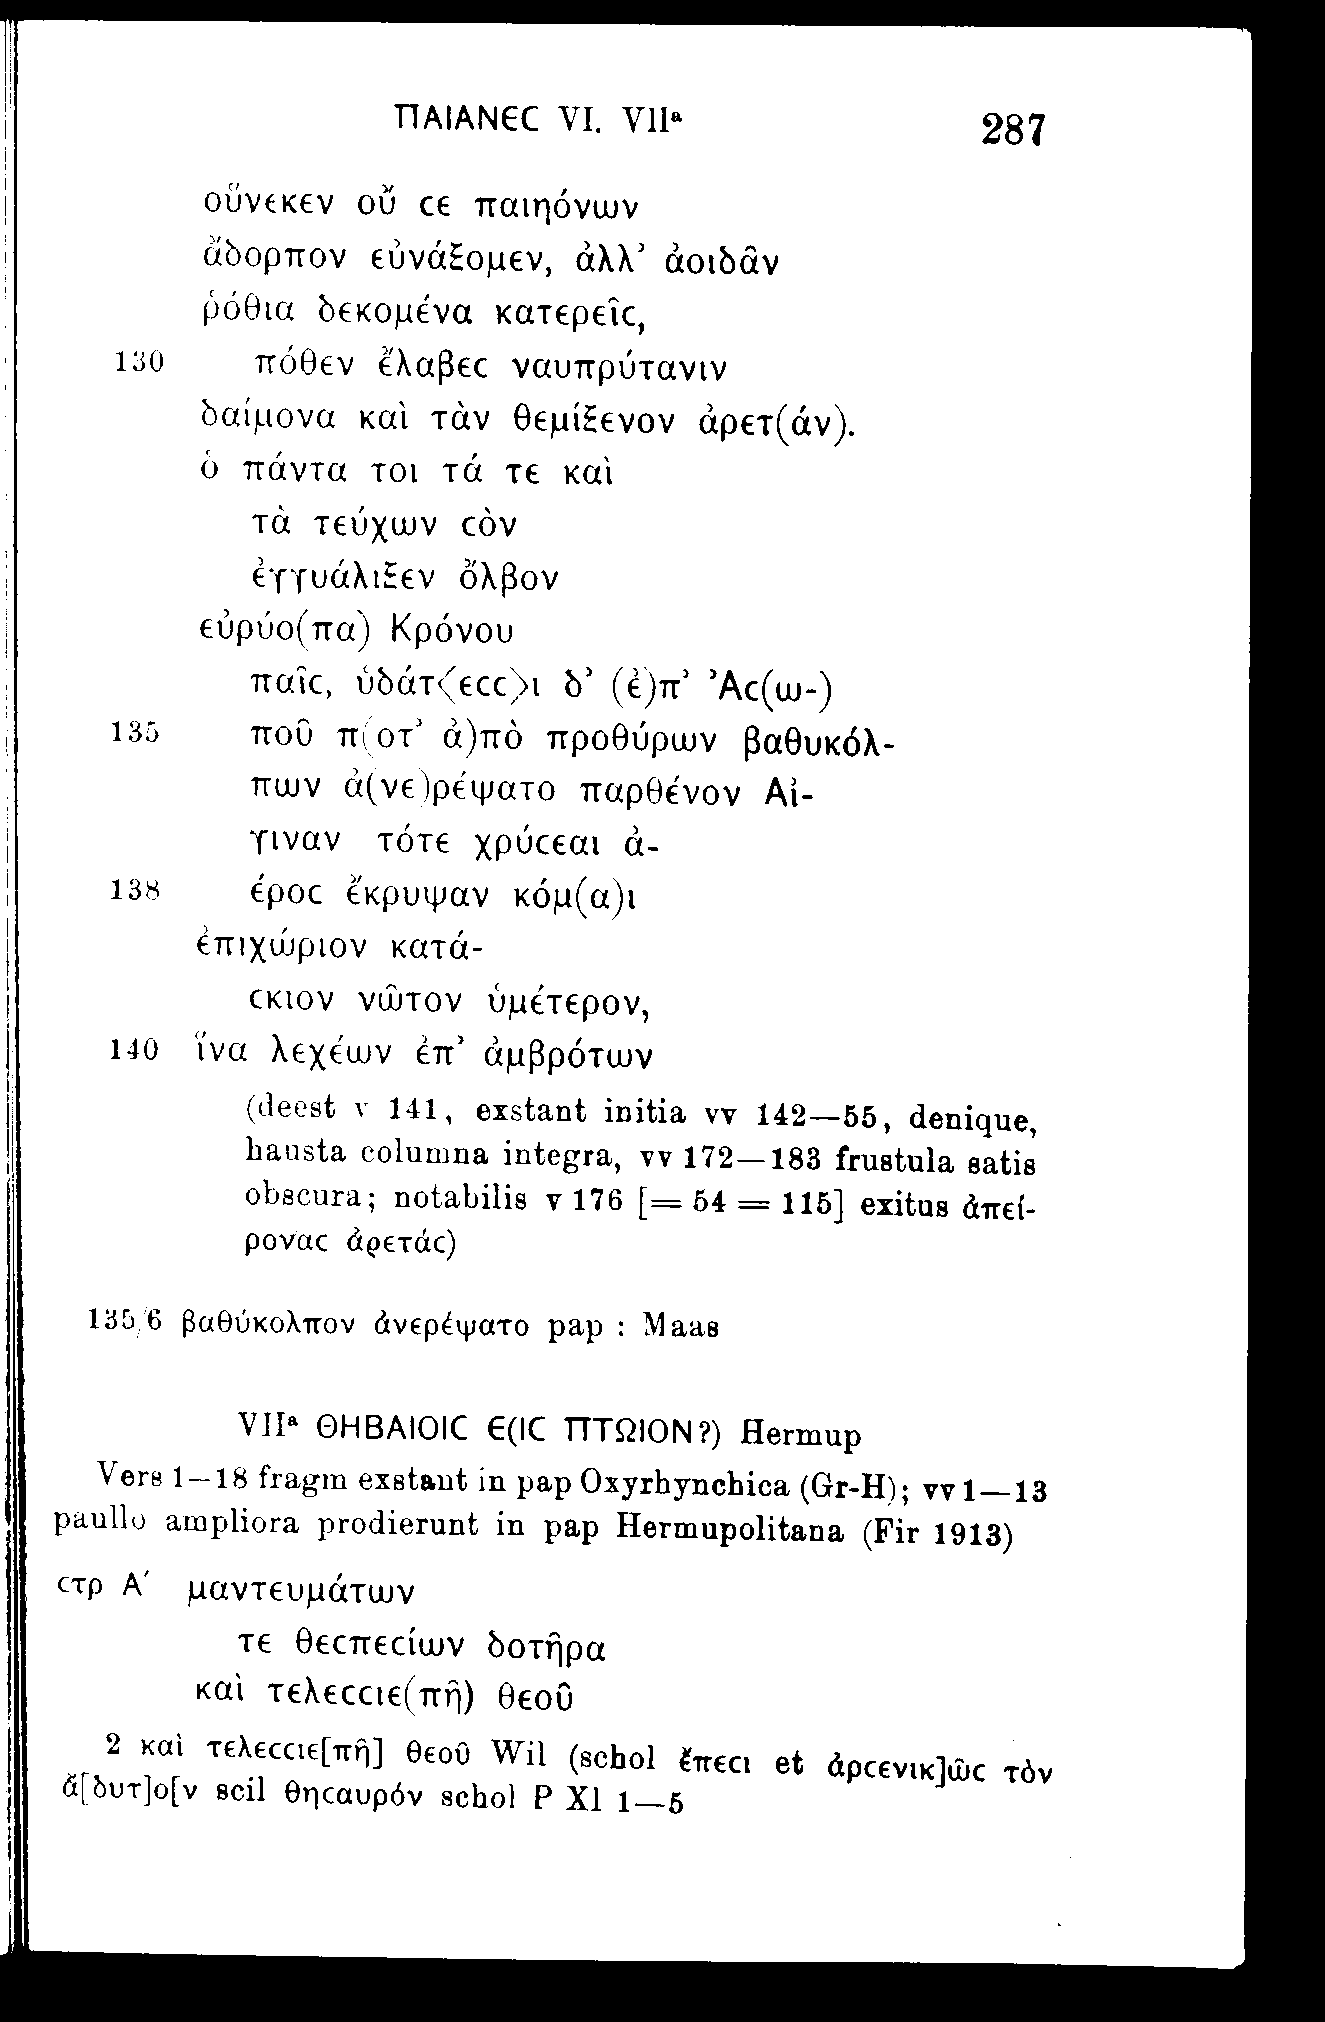 ΠΑΙΑΝЄϹ VI. VIIª 287
οὕνεκεν οὔ ϲε παιηόνων
ἄδορπον εὐνάξομεν, ἀλλ’ ἀοιδᾶν
ῥόθια δεκομένα κατερεῖϲ,
130 πόθεν ἔλαβεϲ ναυπρύτανιν
δαίμονα καὶ τὰν θεμίξενον ἀρετ(άν).
ὁ πάντα τοι τά τε καὶ
τὰ τεύχων ϲὸν
ἐγγυάλιξεν ὄλβον
εὐρύο(πα) Κρόνου
παῖϲ, ὑδάτ⟨εϲϲ⟩ι δ’ (ἐ)π’ Ἀϲ(ω-)
135 ποῦ π(οτ’ ἀ)πὸ προθύρων βαθυκόλ-
πων ἀ(νε)ρέψατο παρθένον Αἴ-
γιναν τότε χρύϲεαι ἀ-
138 έροϲ ἔκρυψαν κόμ(α)ι
ἐπιχώριον κατά-
ϲκιον νῶτον ὑμέτερον,
140 ἵνα λεχέων ἐπ’ ἀμβρότων
(deest v 141, exstant initia vv 142—55, denique,
hausta columna integra, vv 172—183 frustula satis
obscura; notabilis v 176 [= 54 = 115] exitus ἀπεί-
ροναϲ ἀρετάϲ)
135/6 βαθύκολπον ἀνερέψατο pap : Maas
VIIª ΘΗΒΑΙΟΙϹ Є(ΙϹ ΠΤΩΙΟΝ?) Hermup
Vers 1—18 fragm exstant in pap Oxyrhynchica (Gr-H); vv 1—13
paullo ampliora prodierunt in pap Hermupolitana (Fir 1913)
ϲτρ Α′ μαντευμάτων
τε θεϲπεϲίων δοτῆρα
καὶ τελεϲϲιε(πῆ) θεοῦ
2 καὶ τελεϲϲιε[πῆ] θεοῦ Wil (schol ἔπεϲι et ἀρϲενικ]ῶϲ τὸν
ἄ[δυτ]ο[ν scil θηϲαυρόν schol P XI 1—5